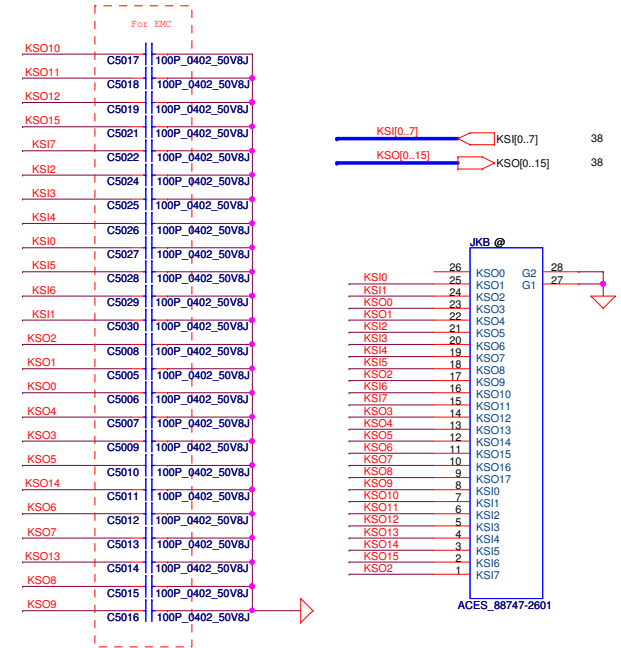 For EMC
KSO10
C5017 100P_0402_50V8J
KSO11
C5018 100P_0402_50V8J
KSO12
C5019 100P_0402_50V8J
KSO15
C5021 100P_0402_50V8J
KSI7
C5022 100P_0402_50V8J
KSI2
C5024 100P_0402_50V8J
KSI3
C5025 100P_0402_50V8J
KSI4
C5026 100P_0402_50V8J
KSI0
C5027 100P_0402_50V8J
KSI5
C5028 100P_0402_50V8J
KSI6
C5029 100P_0402_50V8J
KSI1
C5030 100P_0402_50V8J
KSO2
C5008 100P_0402_50V8J
KSO1
C5005 100P_0402_50V8J
KSO0
C5006 100P_0402_50V8J
KSO4
C5007 100P_0402_50V8J
KSO3
C5009 100P_0402_50V8J
KSO5
C5010 100P_0402_50V8J
KSO14
C5011 100P_0402_50V8J
KSO6
C5012 100P_0402_50V8J
KSO7
C5013 100P_0402_50V8J
KSO13
C5014 100P_0402_50V8J
KSO8
C5015 100P_0402_50V8J
KSO9
C5016 100P_0402_50V8J
KSI[0..7] KSI[0..7] 38
KSO[0..15] KSO[0..15] 38
JKB @
26 KSO0 G2 28
KSI0 25 KSO1 G1 27
KSI1 24 KSO2
KSO0 23 KSO3
KSO1 22 KSO4
KSI2 21 KSO5
KSI3 20 KSO6
KSI4 19 KSO7
KSI5 18 KSO8
KSO2 17 KSO9
KSI6 16 KSO10
KSI7 15 KSO11
KSO3 14 KSO12
KSO4 13 KSO13
KSO5 12 KSO14
KSO6 11 KSO15
KSO7 10 KSO16
KSO8 9 KSO17
KSO9 8 KSI0
KSO10 7 KSI1
KSO11 6 KSI2
KSO12 5 KSI3
KSO13 4 KSI4
KSO14 3 KSI5
KSO15 2 KSI6
KSO2 1 KSI7
ACES_88747-2601